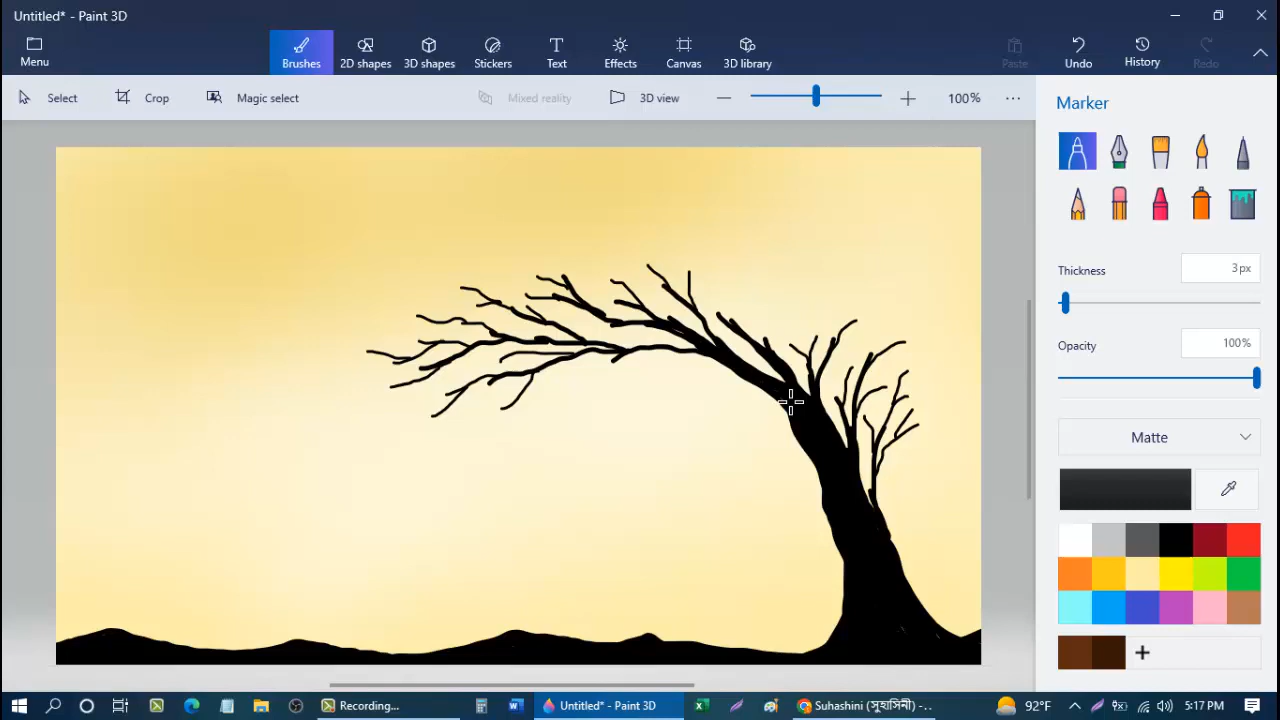 Untitled* - Paint 3D
Menu
Brushes
2D shapes
3D shapes
Stickers
Text
Effects
Canvas
3D library
Paste
Undo
History
Redo
Select
Crop
Magic select
Mixed reality
3D view
100%
Marker
Thickness
3px
Opacity
100%
Matte
Recording...
Untitled* - Paint 3D
Suhashini (সুহাসিনী) -...
92°F
5:17 PM